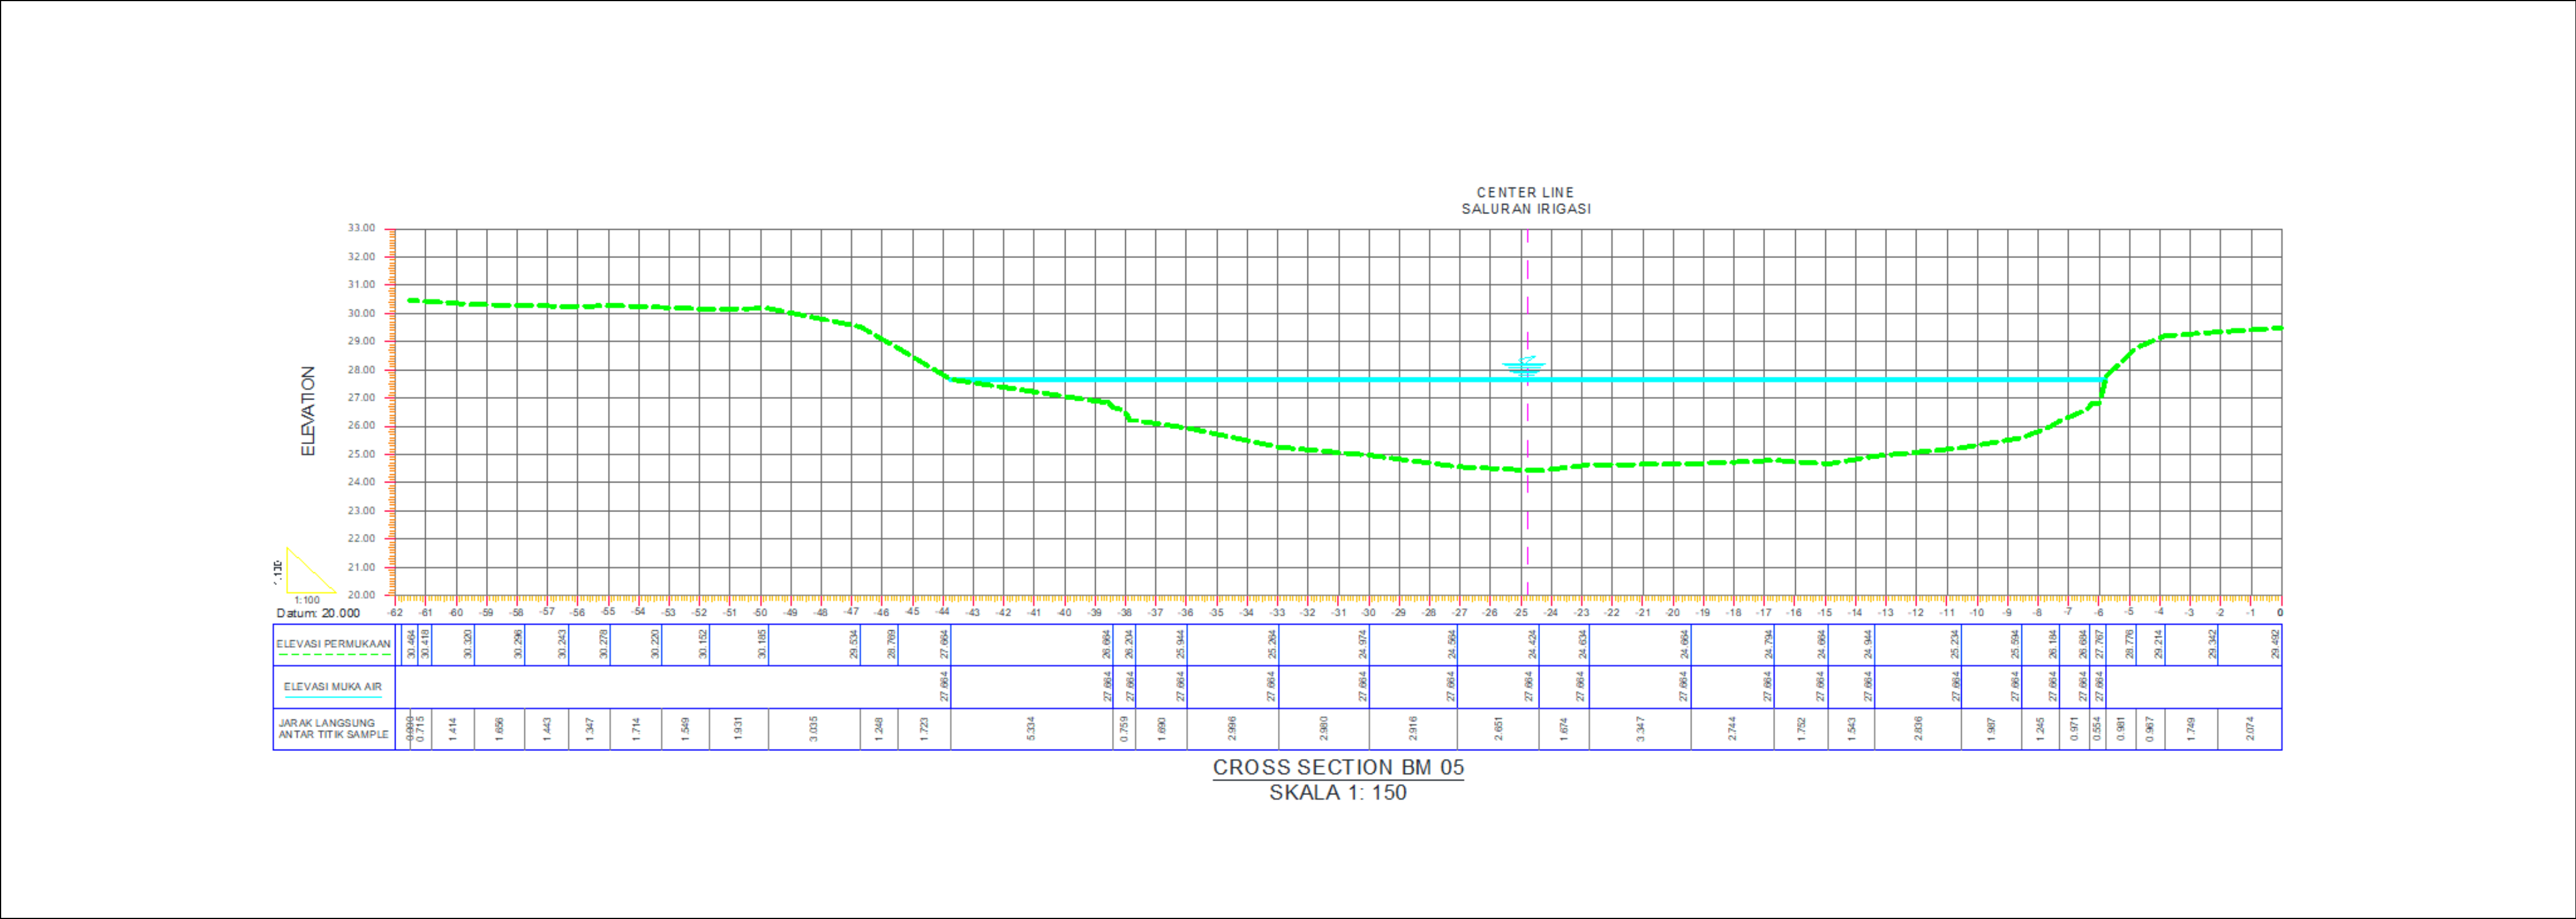 CENTER LINE
SALURAN IRIGASI
33.00
32.00
31.00
30.00
29.00
28.00
27.00
26.00
25.00
24.00
23.00
22.00
21.00
20.00
ELEVATION
1:100
Datum: 20.000
-62 -61 -60 -59 -58 -57 -56 -55 -54 -53 -52 -51 -50 -49 -48 -47 -46 -45 -44 -43 -42 -41 -40 -39 -38 -37 -36 -35 -34 -33 -32 -31 -30 -29 -28 -27 -26 -25 -24 -23 -22 -21 -20 -19 -18 -17 -16 -15 -14 -13 -12 -11 -10 -9 -8 -7 -6 -5 -4 -3 -2 -1 0
ELEVASI PERMUKAAN 30.464 30.418 30.320 30.296 30.243 30.278 30.220 30.152 30.185 29.534 28.769 27.664 26.664 26.204 25.944 25.264 24.974 24.564 24.424 24.634 24.664 24.794 24.664 24.944 25.234 25.594 26.184 26.684 27.767 28.776 29.214 29.342 29.492
ELEVASI MUKA AIR 27.664 27.664 27.664 27.664 27.664 27.664 27.664 27.664 27.664 27.664 27.664 27.664 27.664 27.664 27.664 27.664 27.664 27.664
JARAK LANGSUNG
ANTAR TITIK SAMPLE 0.715 1.414 1.656 1.443 1.347 1.714 1.549 1.931 3.035 1.248 1.723 5.334 0.759 1.690 2.996 2.980 2.916 2.651 1.674 3.347 2.744 1.752 1.543 2.836 1.987 1.245 0.971 0.554 0.981 0.967 1.749 2.074
CROSS SECTION BM 05
SKALA 1: 150